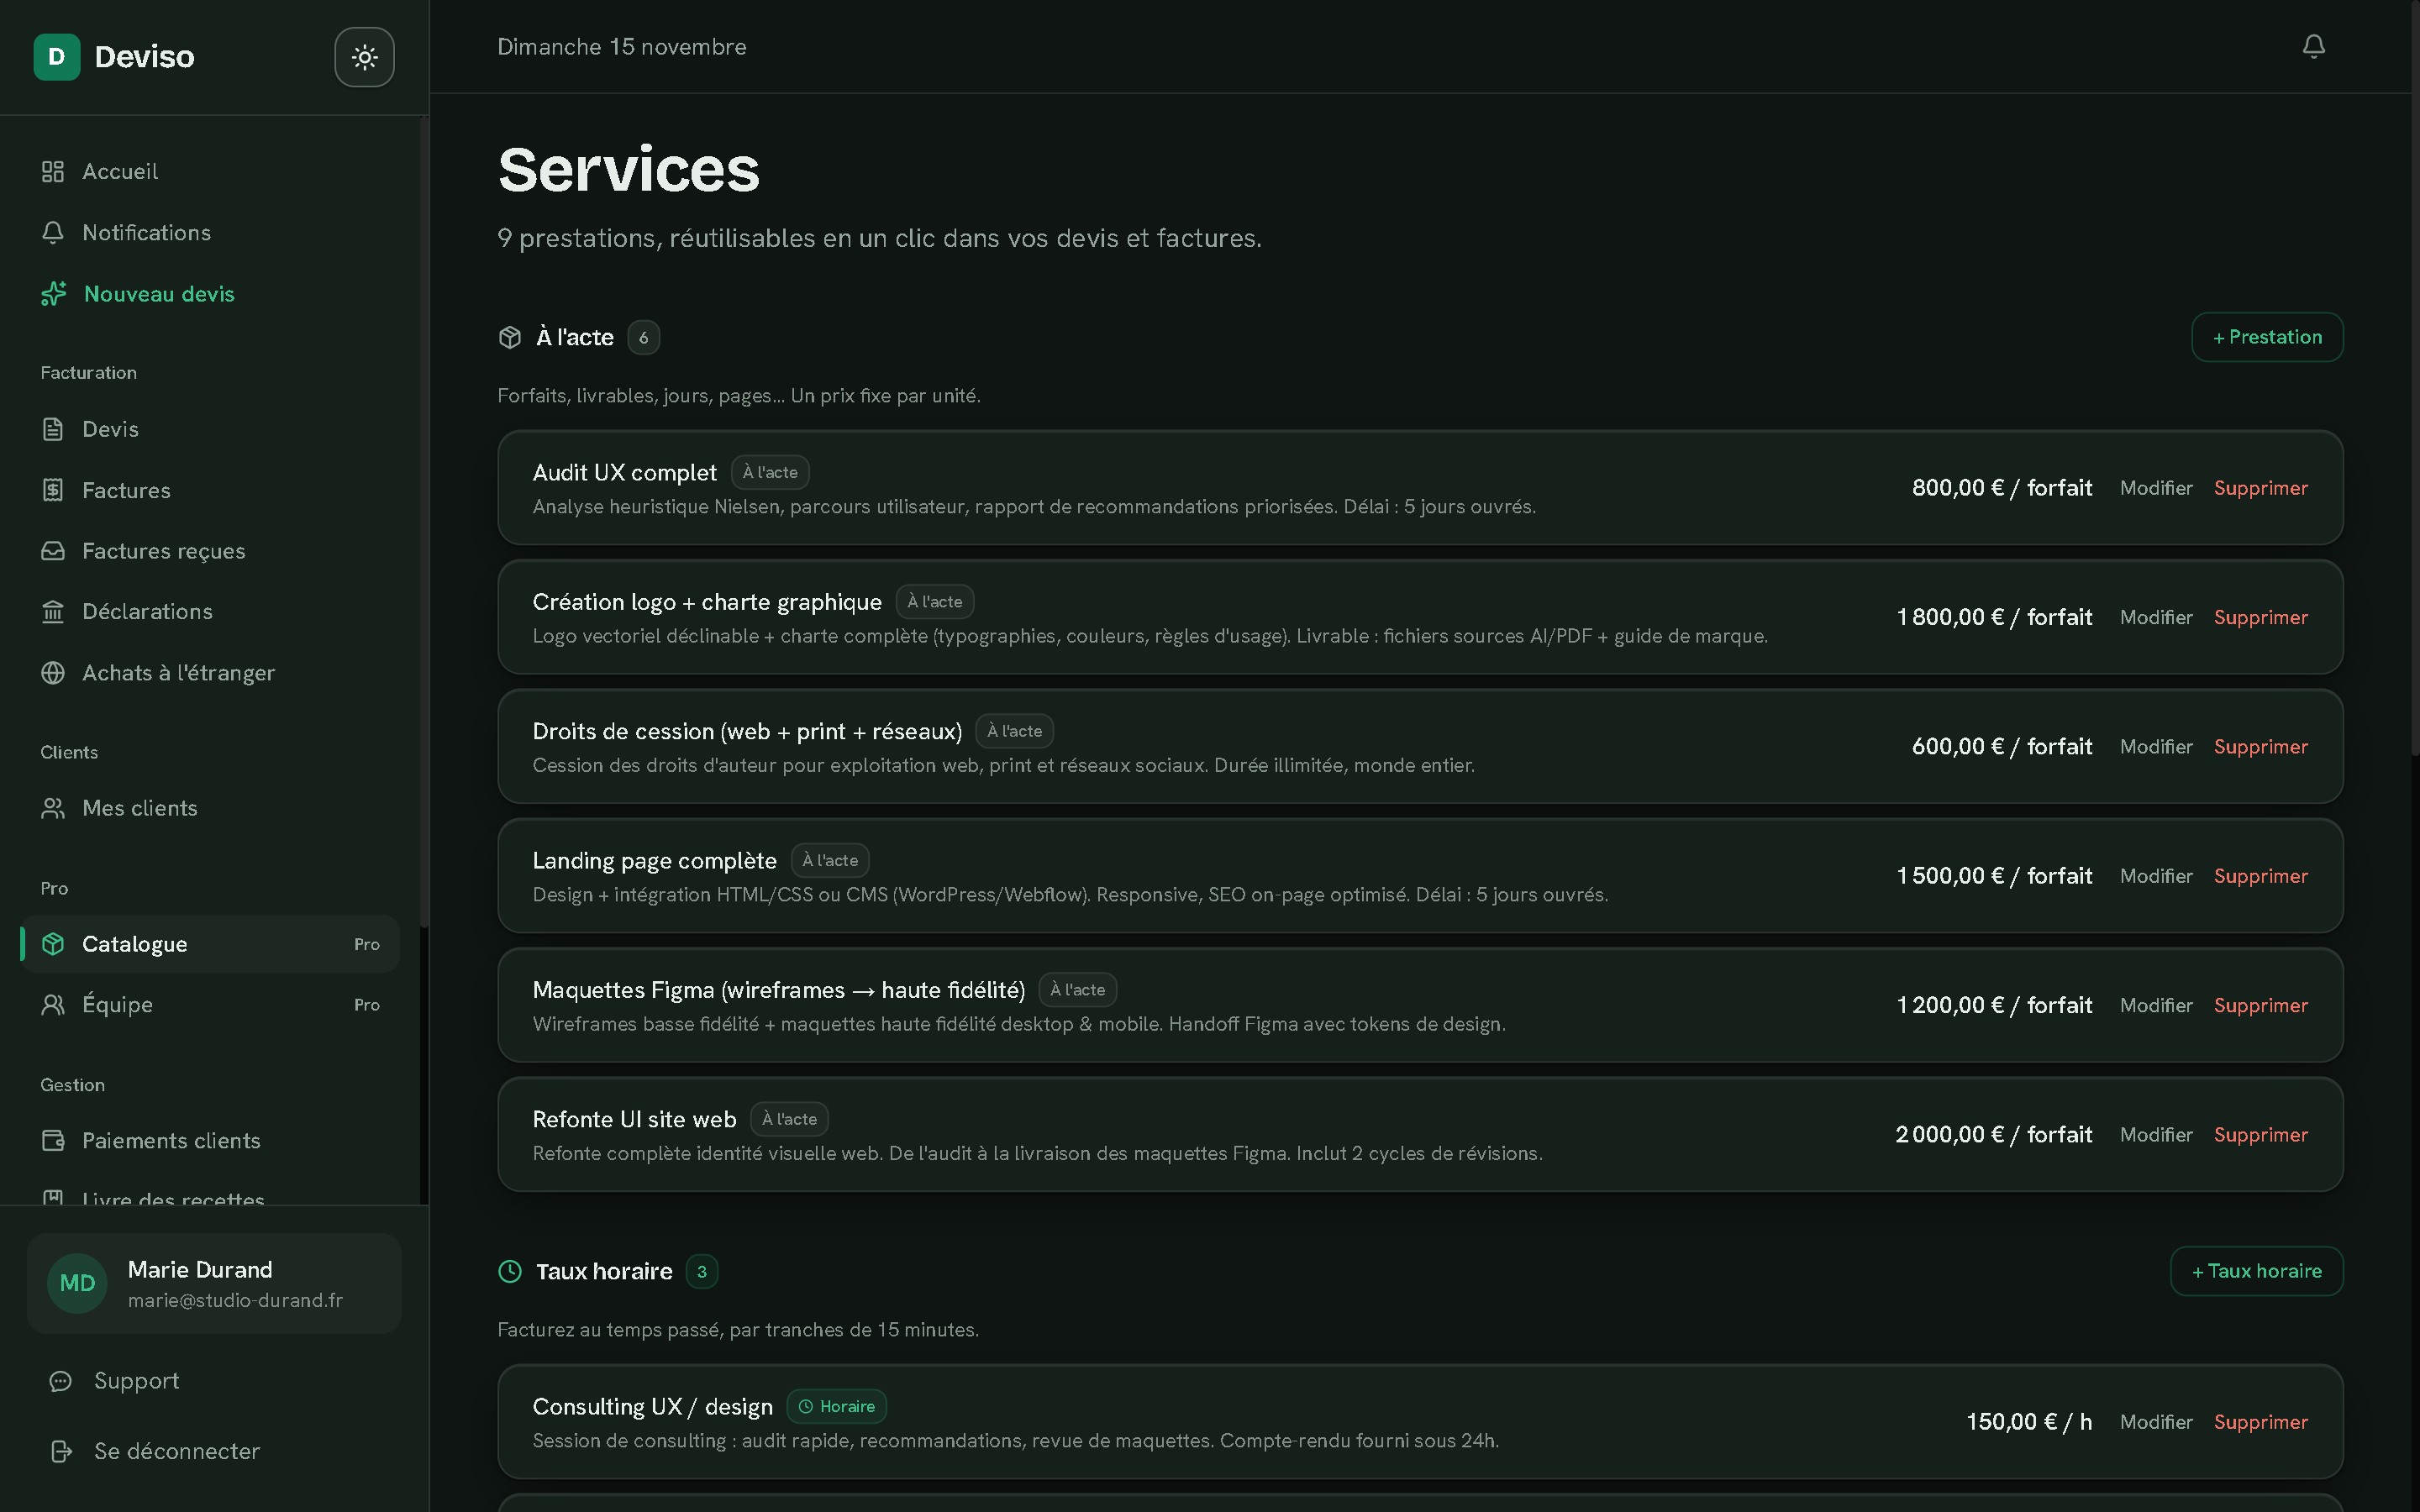 D Deviso
Accueil
Notifications
Nouveau devis
Facturation
Devis
Factures
Factures reçues
Déclarations
Achats à l'étranger
Clients
Mes clients
Pro
Catalogue Pro
Équipe Pro
Gestion
Paiements clients
Livre des recettes
MD Marie Durand
marie@studio-durand.fr
Support
Se déconnecter
Dimanche 15 novembre
Services
9 prestations, réutilisables en un clic dans vos devis et factures.
À l'acte 6 + Prestation
Forfaits, livrables, jours, pages... Un prix fixe par unité.
Audit UX complet À l'acte
Analyse heuristique Nielsen, parcours utilisateur, rapport de recommandations priorisées. Délai : 5 jours ouvrés.
800,00 € / forfait Modifier Supprimer
Création logo + charte graphique À l'acte
Logo vectoriel déclinable + charte complète (typographies, couleurs, règles d'usage). Livrable : fichiers sources AI/PDF + guide de marque.
1 800,00 € / forfait Modifier Supprimer
Droits de cession (web + print + réseaux) À l'acte
Cession des droits d'auteur pour exploitation web, print et réseaux sociaux. Durée illimitée, monde entier.
600,00 € / forfait Modifier Supprimer
Landing page complète À l'acte
Design + intégration HTML/CSS ou CMS (WordPress/Webflow). Responsive, SEO on-page optimisé. Délai : 5 jours ouvrés.
1 500,00 € / forfait Modifier Supprimer
Maquettes Figma (wireframes → haute fidélité) À l'acte
Wireframes basse fidélité + maquettes haute fidélité desktop & mobile. Handoff Figma avec tokens de design.
1 200,00 € / forfait Modifier Supprimer
Refonte UI site web À l'acte
Refonte complète identité visuelle web. De l'audit à la livraison des maquettes Figma. Inclut 2 cycles de révisions.
2 000,00 € / forfait Modifier Supprimer
Taux horaire 3 + Taux horaire
Facturez au temps passé, par tranches de 15 minutes.
Consulting UX / design Horaire
Session de consulting : audit rapide, recommandations, revue de maquettes. Compte-rendu fourni sous 24h.
150,00 € / h Modifier Supprimer